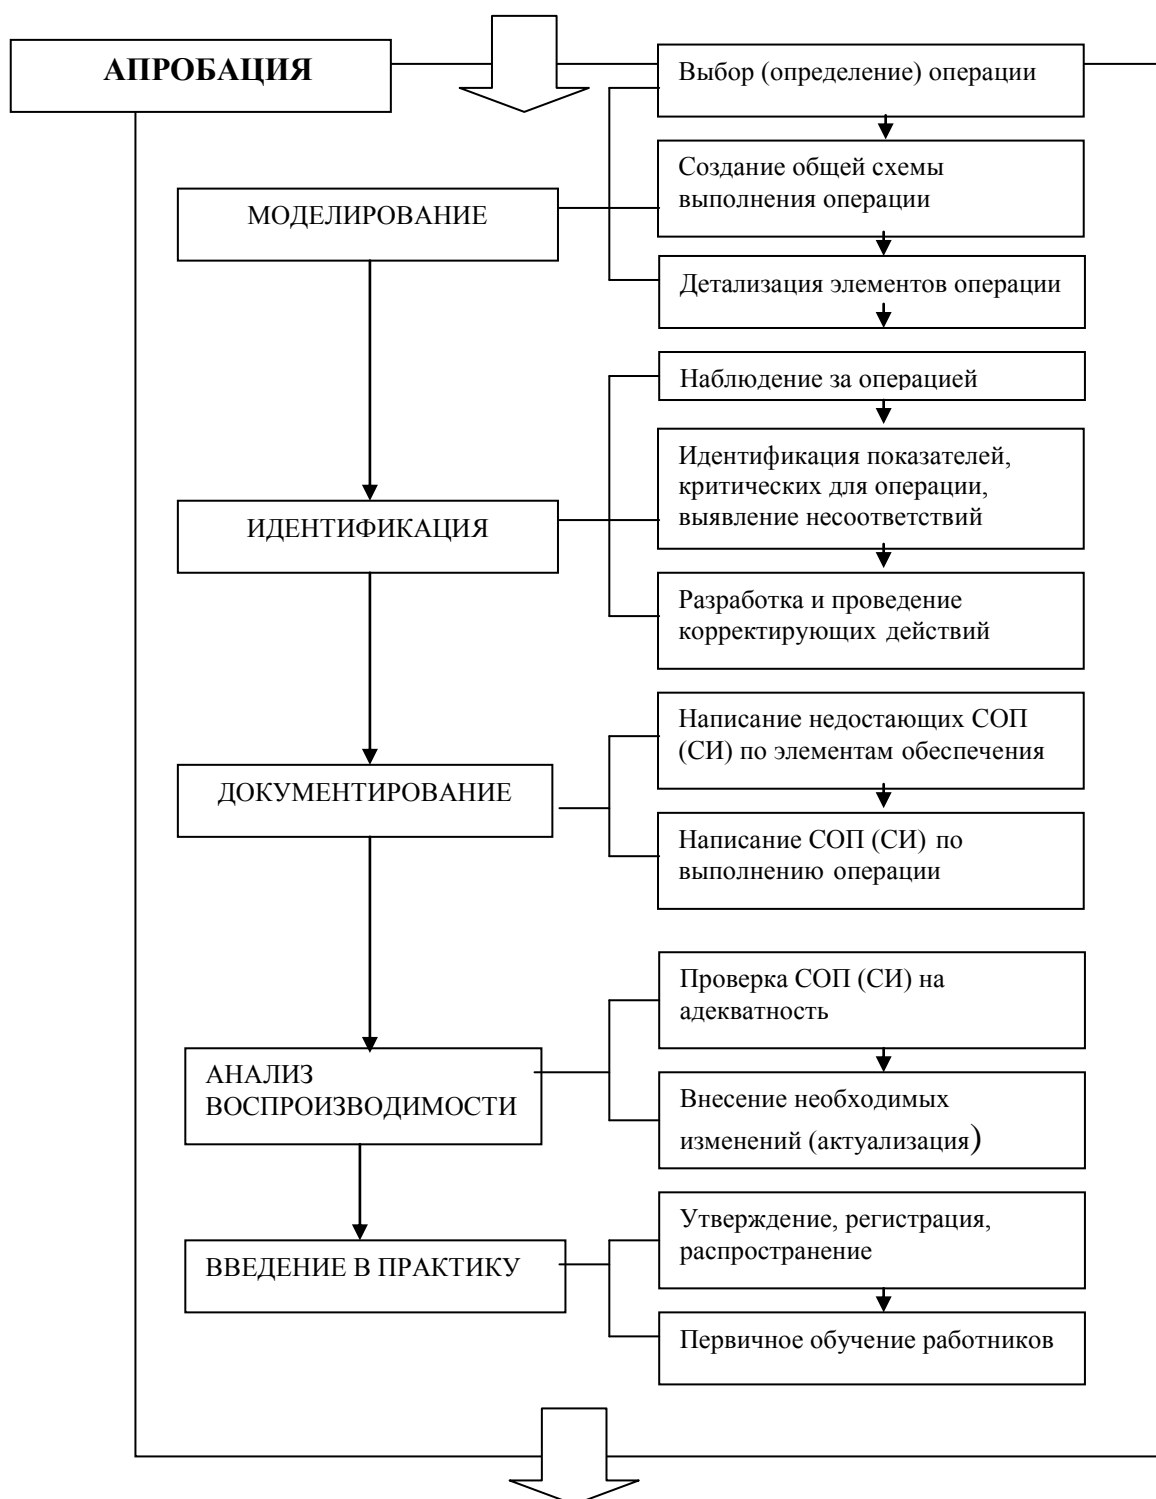 АПРОБАЦИЯ
Выбор (определение) операции
Создание общей схемы
выполнения операции
МОДЕЛИРОВАНИЕ
Детализация элементов операции
Наблюдение за операцией
Идентификация показателей,
критических для операции,
выявление несоответствий
ИДЕНТИФИКАЦИЯ
Разработка и проведение
корректирующих действий
Написание недостающих СОП
(СИ) по элементам обеспечения
ДОКУМЕНТИРОВАНИЕ
Написание СОП (СИ) по
выполнению операции
Проверка СОП (СИ) на
адекватность
АНАЛИЗ
ВОСПРОИЗВОДИМОСТИ
Внесение необходимых
изменений (актуализация)
Утверждение, регистрация,
распространение
ВВЕДЕНИЕ В ПРАКТИКУ
Первичное обучение работников